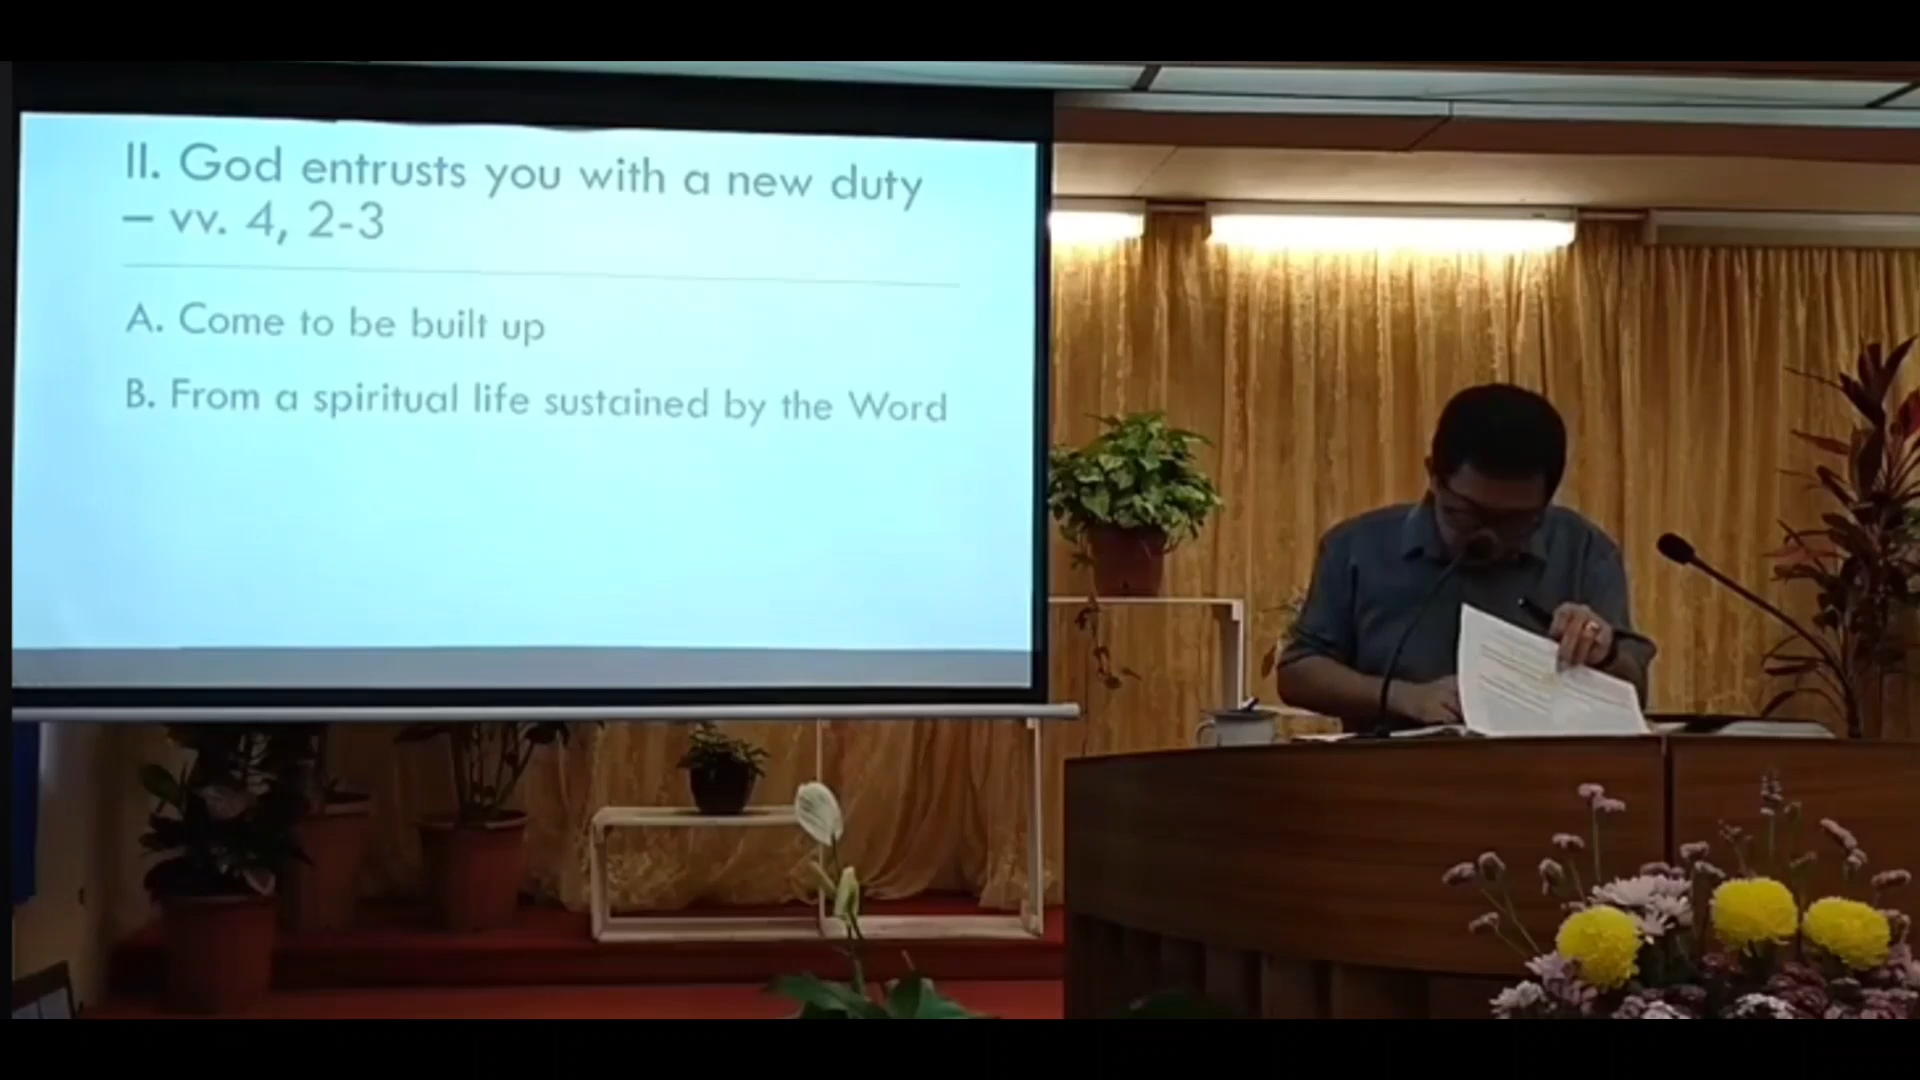 II. God entrusts you with a new duty
– vv. 4, 2-3
A. Come to be built up
B. From a spiritual life sustained by the Word